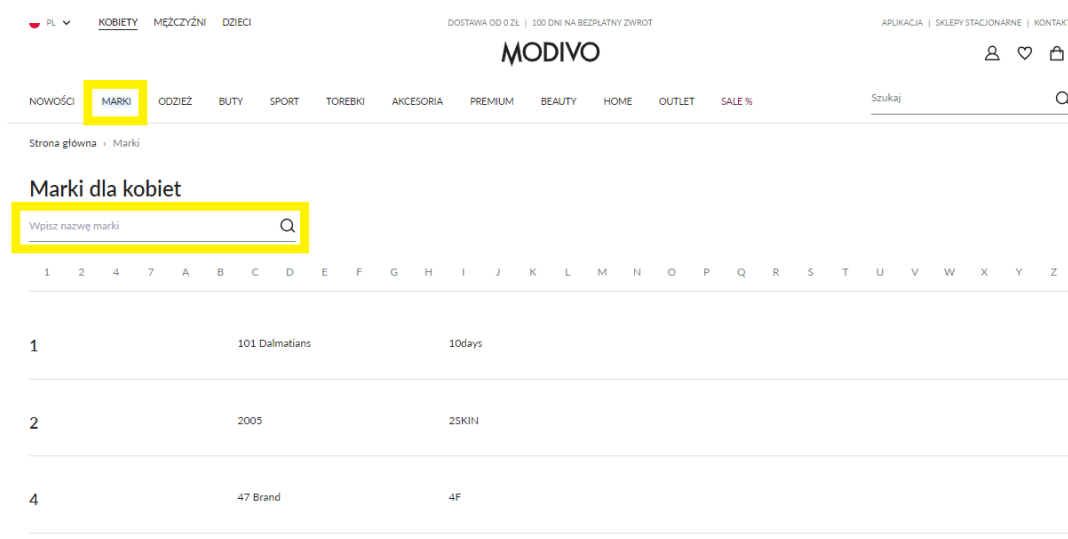 PL KOBIETY MĘŻCZYŹNI DZIECI DOSTAWA OD 0 ZŁ | 100 DNI NA BEZPŁATNY ZWROT APLIKACJA | SKLEPY STACJONARNE | KONTAKT
MODIVO
NOWOŚCI MARKI ODZIEŻ BUTY SPORT TOREBKI AKCESORIA PREMIUM BEAUTY HOME OUTLET SALE % Szukaj
Strona główna › Marki
Marki dla kobiet
Wpisz nazwę marki
1 2 4 7 A B C D E F G H I J K L M N O P Q R S T U V W X Y Z
1 101 Dalmatians 10days
2 2005 2SKIN
4 47 Brand 4F